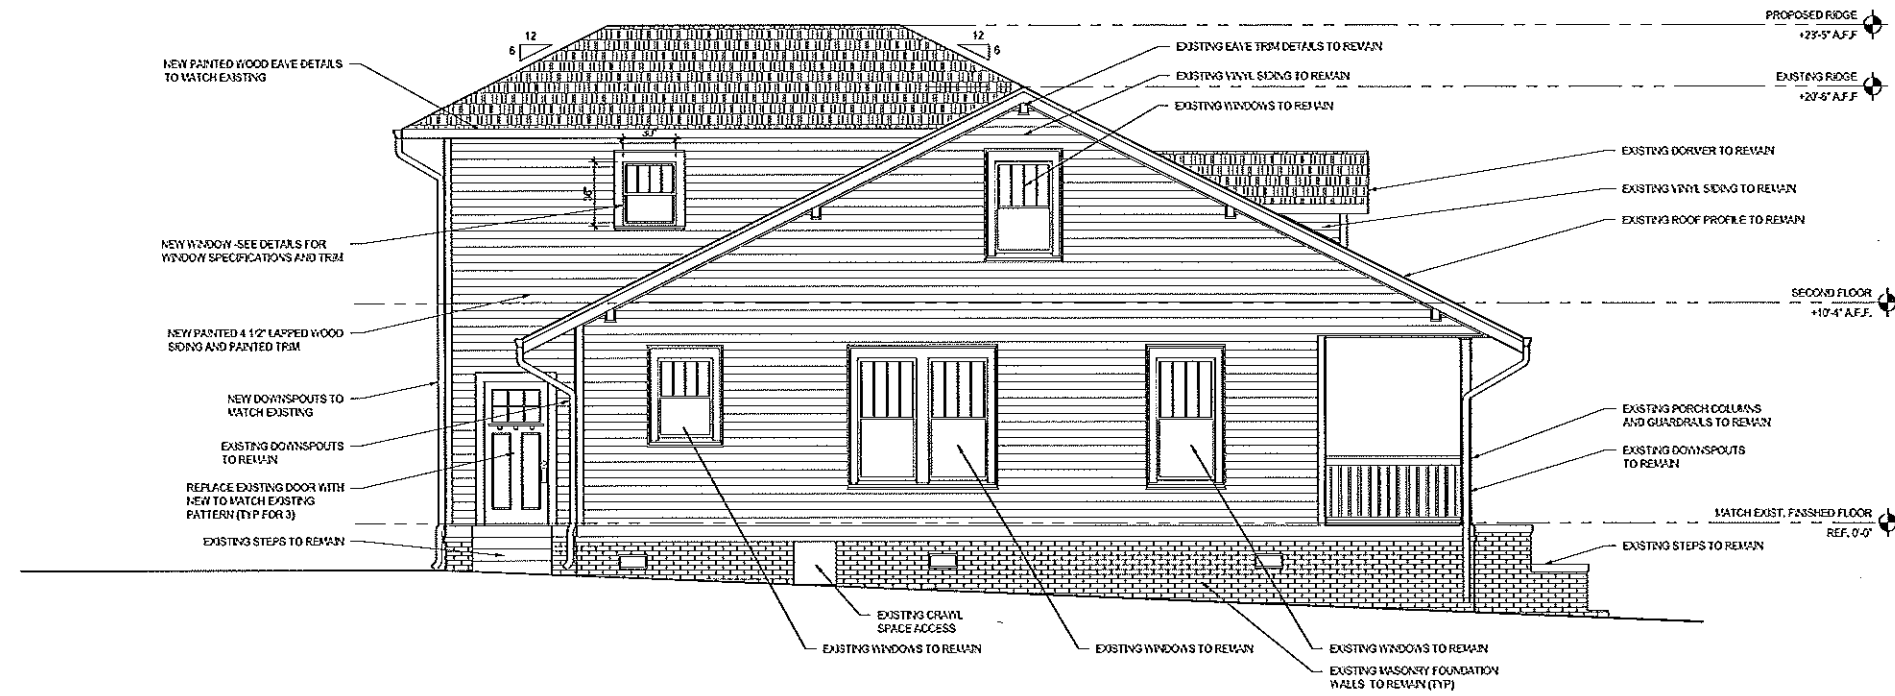 PROPOSED RIDGE
+23'-5" A.F.F
12
6
12
6
EXISTING EAVE TRIM DETAILS TO REMAIN
NEW PAINTED WOOD EAVE DETAILS
TO MATCH EXISTING
EXISTING VINYL SIDING TO REMAIN
EXISTING RIDGE
+20'-6" A.F.F
EXISTING WINDOWS TO REMAIN
EXISTING DORMER TO REMAIN
EXISTING VINYL SIDING TO REMAIN
EXISTING ROOF PROFILE TO REMAIN
NEW WINDOW -SEE DETAILS FOR
WINDOW SPECIFICATIONS AND TRIM
SECOND FLOOR
+10'-4" A.F.F.
NEW PAINTED 4 1/2" LAPPED WOOD
SIDING AND PAINTED TRIM
NEW DOWNSPOUTS TO
MATCH EXISTING
EXISTING PORCH COLUMNS
AND GUARDRAILS TO REMAIN
EXISTING DOWNSPOUTS
TO REMAIN
EXISTING DOWNSPOUTS
TO REMAIN
REPLACE EXISTING DOOR WITH
NEW TO MATCH EXISTING
PATTERN (TYP FOR 3)
MATCH EXIST. FINISHED FLOOR
REF. 0'-0"
EXISTING STEPS TO REMAIN
EXISTING STEPS TO REMAIN
EXISTING CRAWL
SPACE ACCESS
EXISTING WINDOWS TO REMAIN
EXISTING WINDOWS TO REMAIN
EXISTING WINDOWS TO REMAIN
EXISTING MASONRY FOUNDATION
WALLS TO REMAIN (TYP)